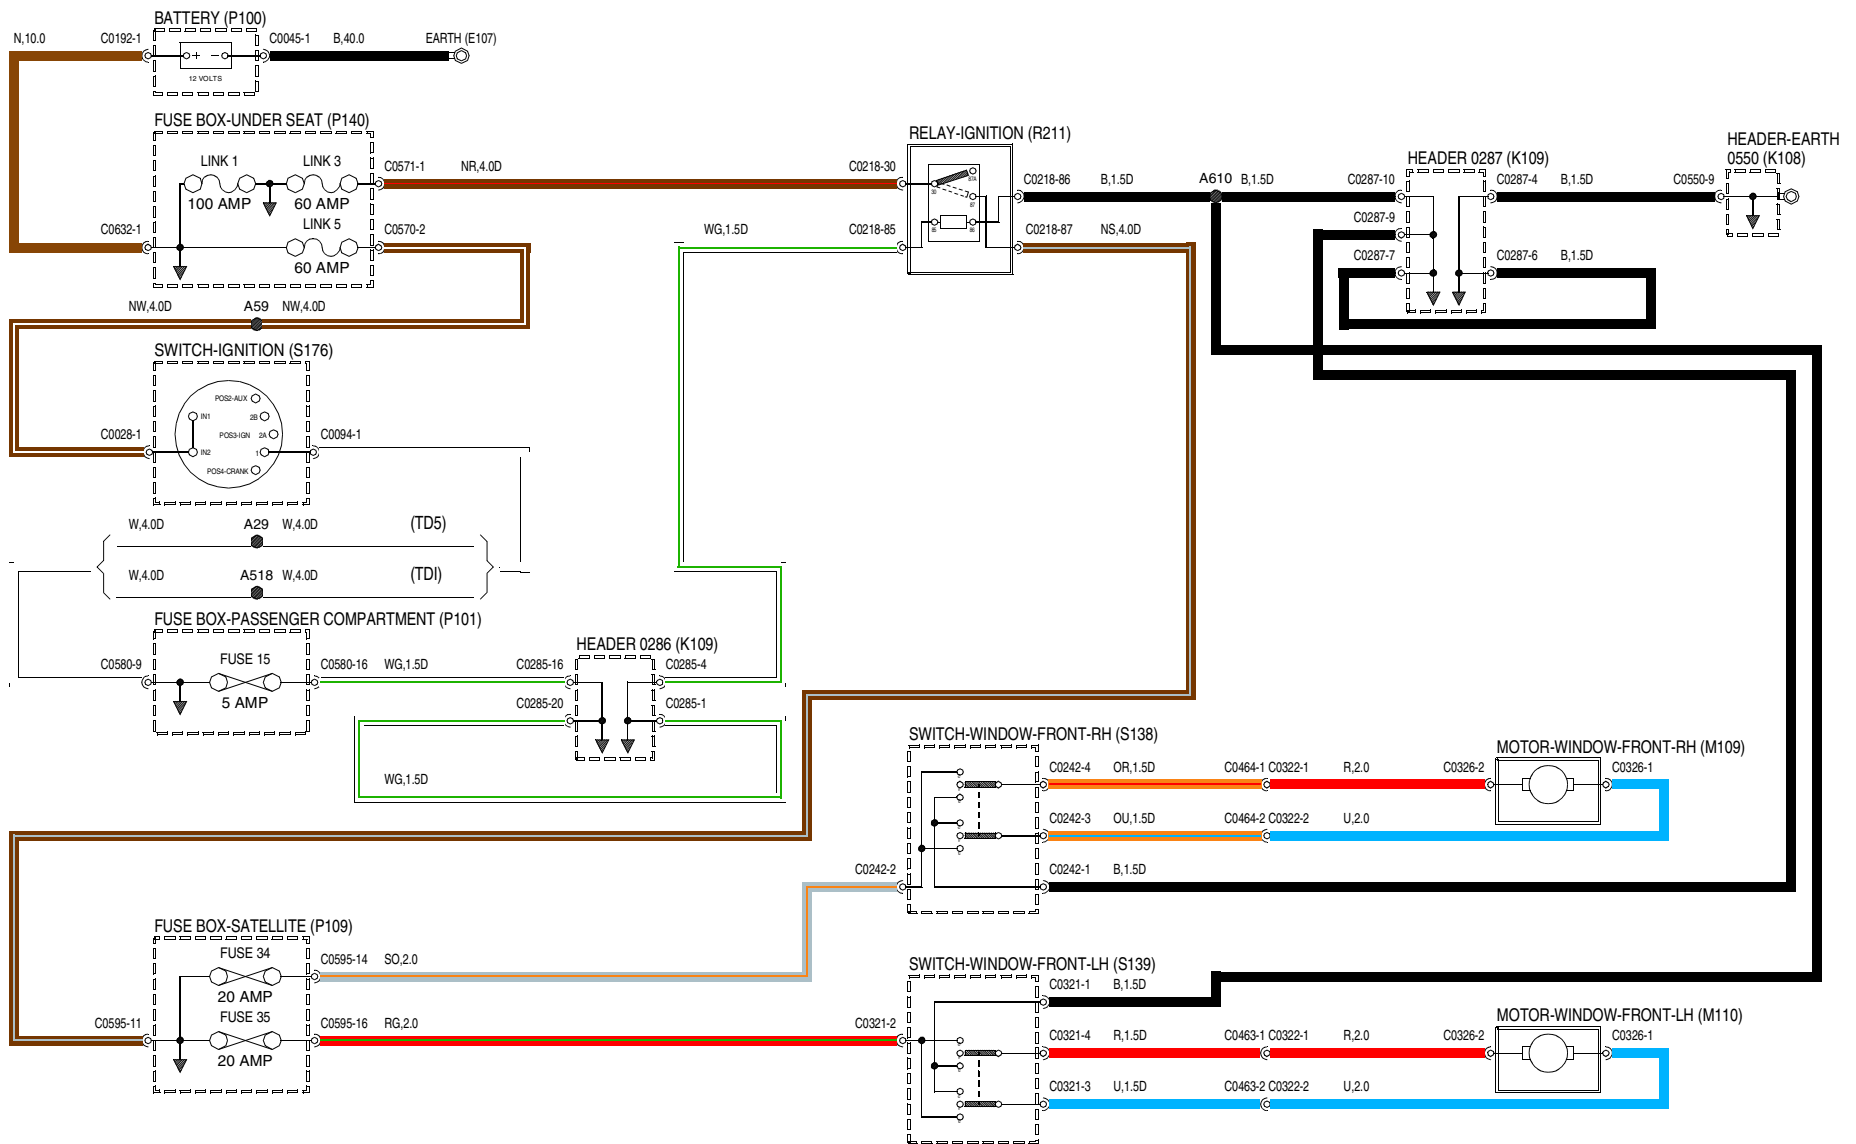 BATTERY (P100)
N,10.0
C0192-1
C0045-1
B,40.0
EARTH (E107)
+ −
12 VOLTS
FUSE BOX-UNDER SEAT (P140)
LINK 1
LINK 3
C0571-1
NR,4.0D
100 AMP
60 AMP
LINK 5
C0632-1
C0570-2
60 AMP
NW,4.0D
A59
NW,4.0D
SWITCH-IGNITION (S176)
POS2-AUX
IN1
2B
POS3-IGN
2A
C0028-1
C0094-1
IN2
1
POS4-CRANK
W,4.0D
A29
W,4.0D
(TD5)
W,4.0D
A518
W,4.0D
(TDI)
FUSE BOX-PASSENGER COMPARTMENT (P101)
C0580-9
FUSE 15
5 AMP
C0580-16
WG,1.5D
C0285-16
HEADER 0286 (K109)
C0285-4
C0285-20
C0285-1
WG,1.5D
RELAY-IGNITION (R211)
C0218-30
WG,1.5D
C0218-85
30
87A
87
85
86
C0218-86
B,1.5D
A610
B,1.5D
C0218-87
NS,4.0D
HEADER 0287 (K109)
C0287-10
C0287-9
C0287-7
C0287-4
B,1.5D
C0550-9
C0287-6
B,1.5D
HEADER-EARTH
0550 (K108)
SWITCH-WINDOW-FRONT-RH (S138)
C0242-4
OR,1.5D
C0464-1
C0322-1
R,2.0
C0326-2
MOTOR-WINDOW-FRONT-RH (M109)
C0326-1
C0242-3
OU,1.5D
C0464-2
C0322-2
U,2.0
C0242-2
C0242-1
B,1.5D
FUSE BOX-SATELLITE (P109)
FUSE 34
C0595-14
SO,2.0
20 AMP
C0595-11
FUSE 35
C0595-16
RG,2.0
20 AMP
C0321-2
SWITCH-WINDOW-FRONT-LH (S139)
C0321-1
B,1.5D
C0321-4
R,1.5D
C0463-1
C0322-1
R,2.0
C0326-2
MOTOR-WINDOW-FRONT-LH (M110)
C0326-1
C0321-3
U,1.5D
C0463-2
C0322-2
U,2.0